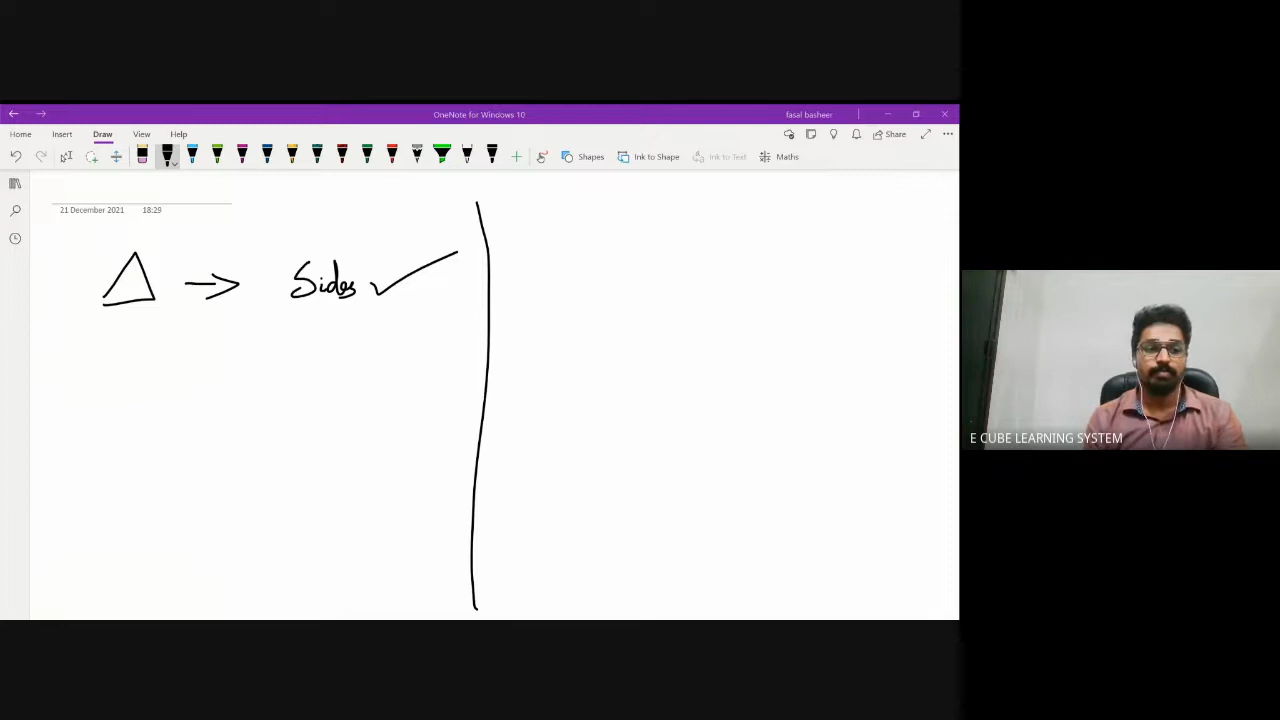 OneNote for Windows 10
fasal basheer
Home Insert Draw View Help
Share
Shapes Ink to Shape Ink to Text Maths
21 December 2021 18:29
Sides
E CUBE LEARNING SYSTEM